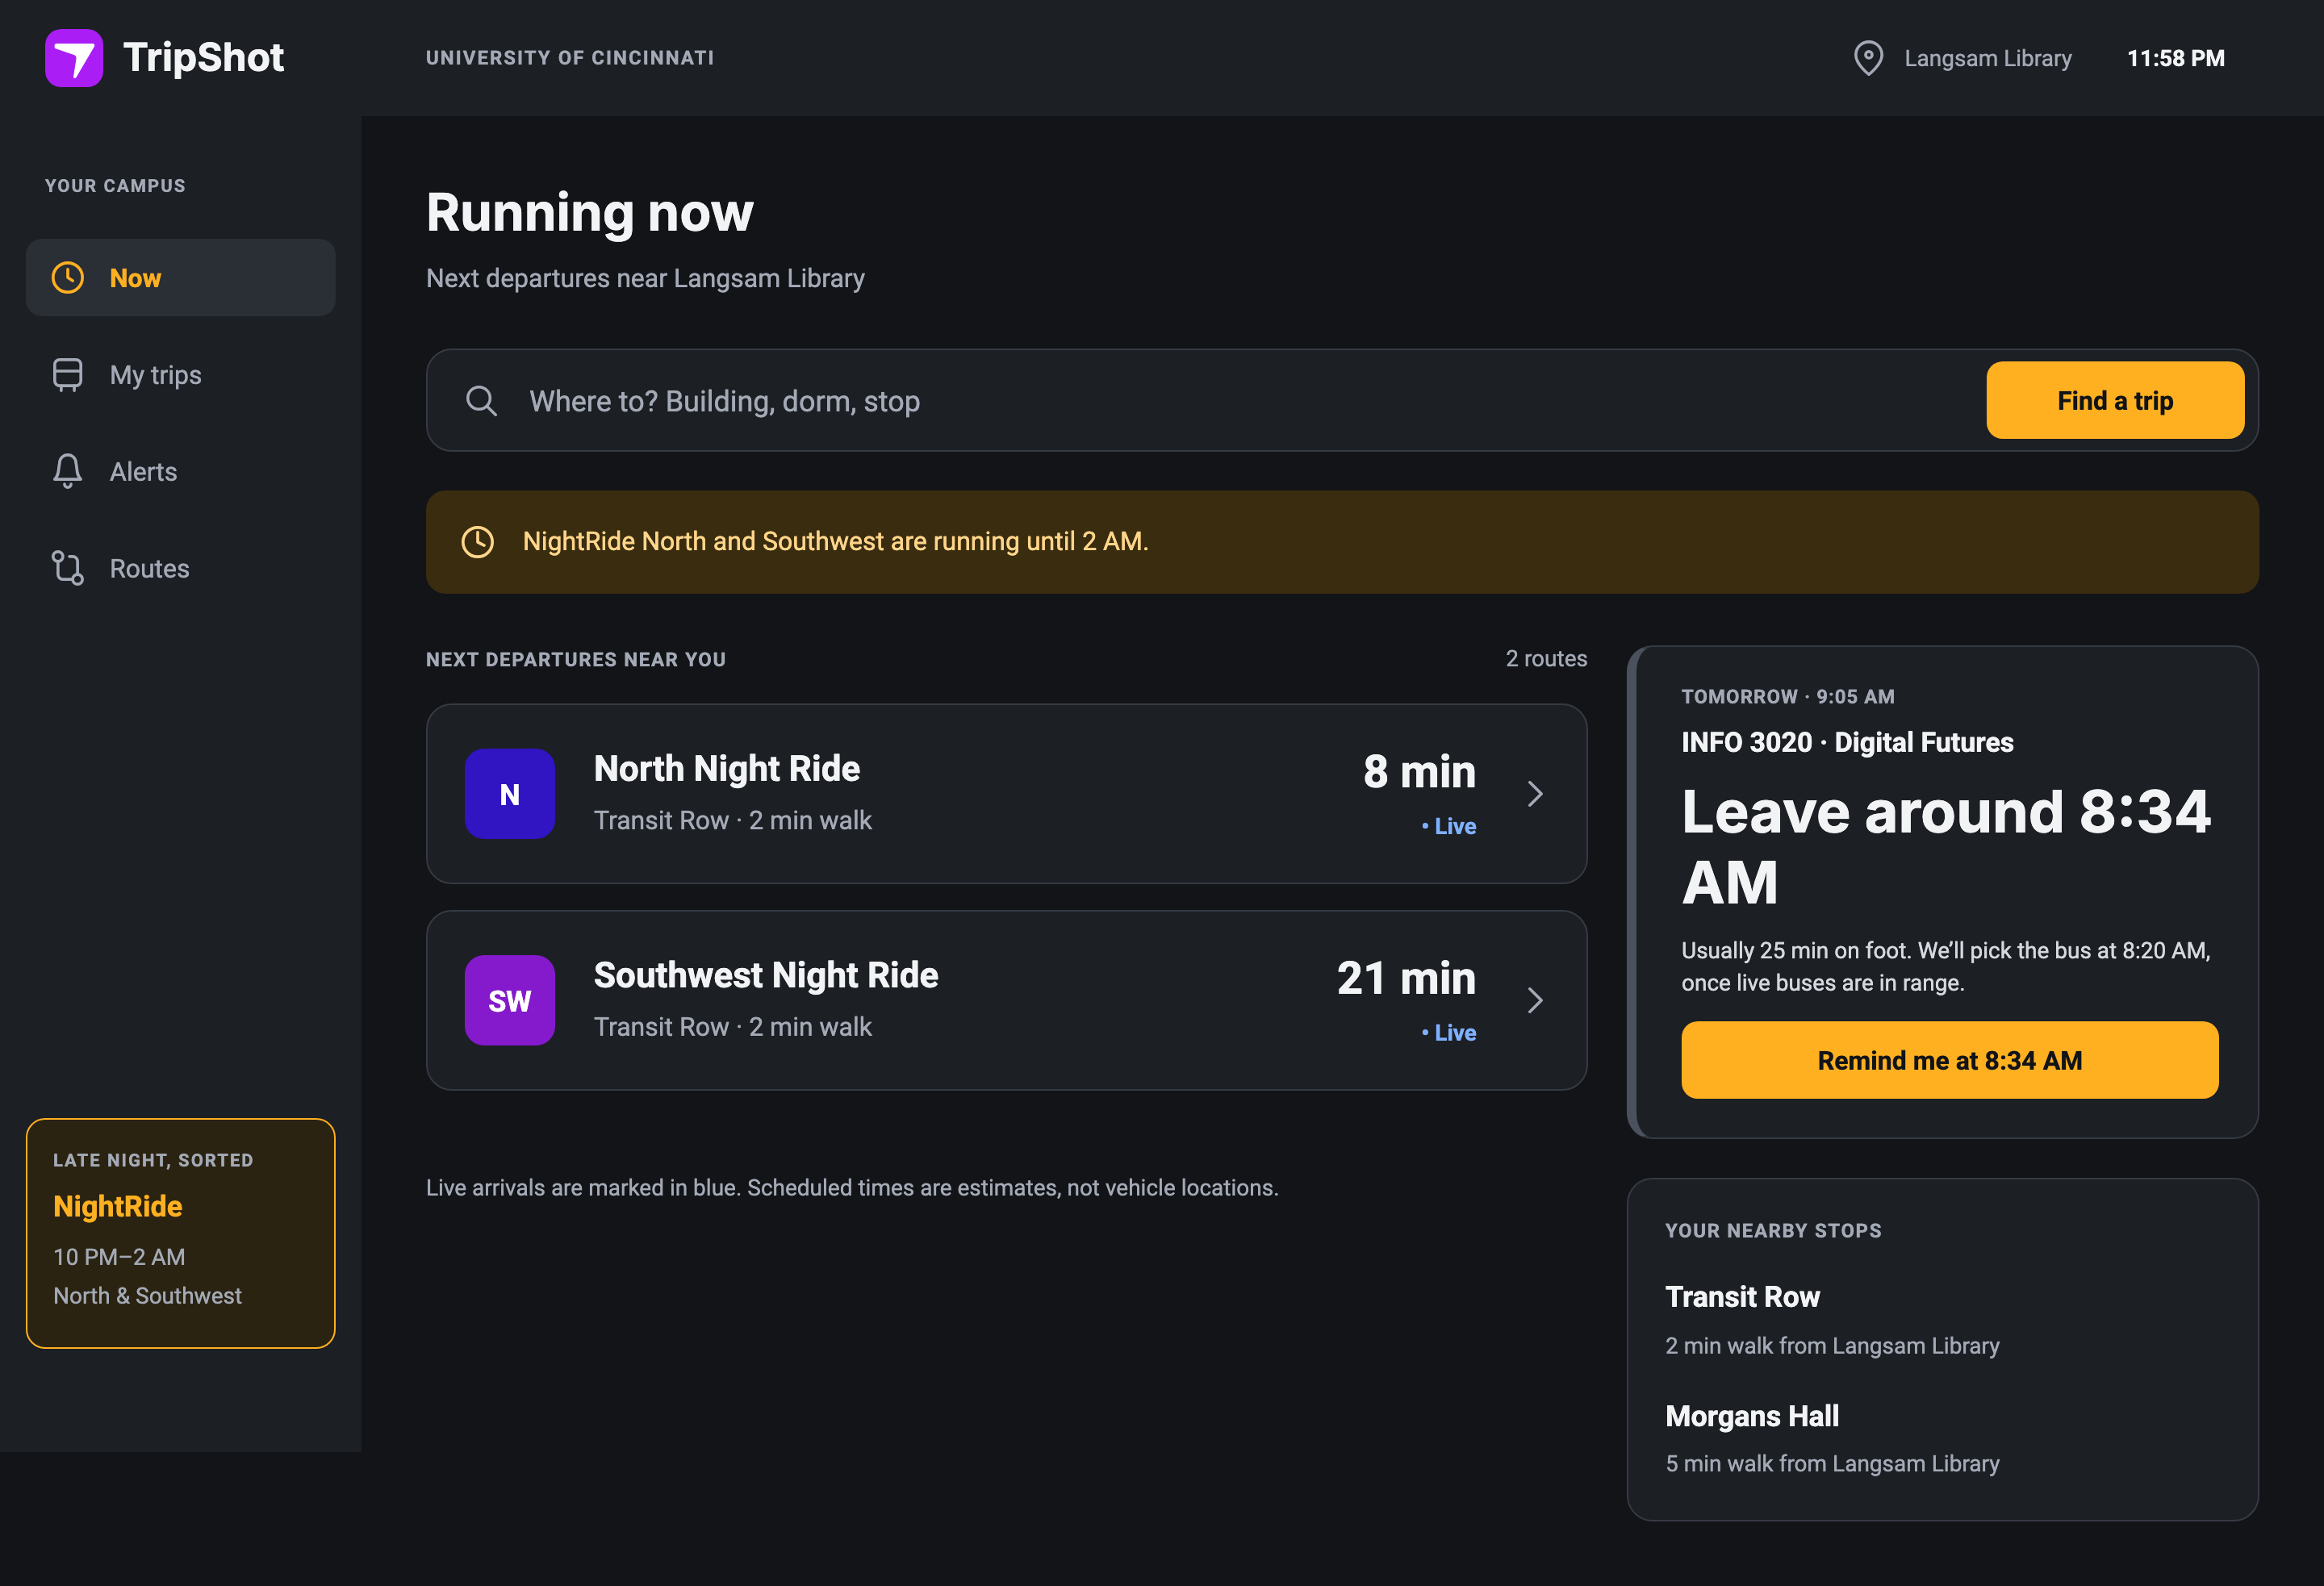 TripShot
UNIVERSITY OF CINCINNATI
Langsam Library
11:58 PM
YOUR CAMPUS
Now
My trips
Alerts
Routes
LATE NIGHT, SORTED
NightRide
10 PM–2 AM
North & Southwest
Running now
Next departures near Langsam Library
Where to? Building, dorm, stop
Find a trip
NightRide North and Southwest are running until 2 AM.
NEXT DEPARTURES NEAR YOU
2 routes
N
North Night Ride
Transit Row · 2 min walk
8 min
• Live
SW
Southwest Night Ride
Transit Row · 2 min walk
21 min
• Live
Live arrivals are marked in blue. Scheduled times are estimates, not vehicle locations.
TOMORROW · 9:05 AM
INFO 3020 · Digital Futures
Leave around 8:34
AM
Usually 25 min on foot. We’ll pick the bus at 8:20 AM,
once live buses are in range.
Remind me at 8:34 AM
YOUR NEARBY STOPS
Transit Row
2 min walk from Langsam Library
Morgans Hall
5 min walk from Langsam Library